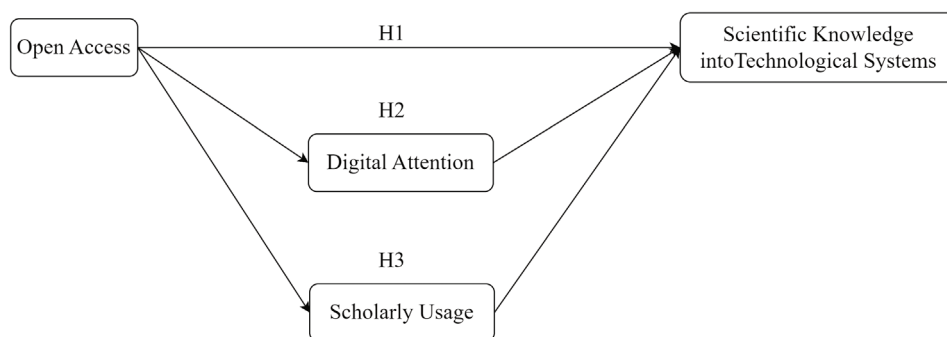 H1
Open Access
Scientific Knowledge
intoTechnological Systems
H2
Digital Attention
H3
Scholarly Usage